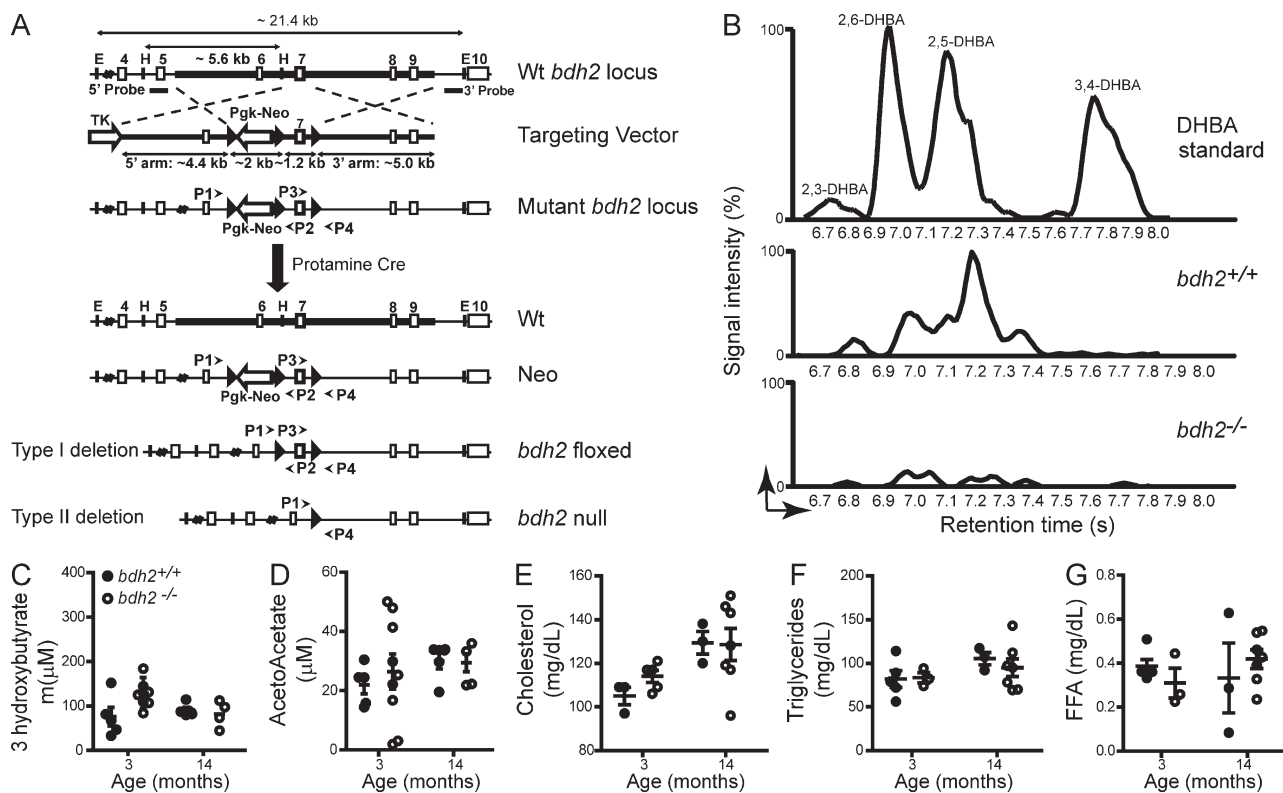 A
~ 21.4 kb
E 4 H 5 ~ 5.6 kb 6 H 7 8 9 E 10
Wt bdh2 locus
5' Probe 3' Probe
TK Pgk-Neo 7
Targeting Vector
5' arm: ~4.4 kb ~2 kb ~1.2 kb 3' arm: ~5.0 kb
P1 P3
Mutant bdh2 locus
Pgk-Neo P2 P4
Protamine Cre
E 4 H 5 6 H 7 8 9 E 10
Wt
P1 P3
Neo
Pgk-Neo P2 P4
Type I deletion P1 P3
bdh2 floxed
P2 P4
Type II deletion P1
bdh2 null
P4
B
Signal intensity (%)
100
2,6-DHBA
2,5-DHBA
3,4-DHBA
2,3-DHBA
DHBA
standard
0
6.7 6.8 6.9 7.0 7.1 7.2 7.3 7.4 7.5 7.6 7.7 7.8 7.9 8.0
100
bdh2+/+
0
6.7 6.8 6.9 7.0 7.1 7.2 7.3 7.4 7.5 7.6 7.7 7.8 7.9 8.0
100
bdh2-/-
0
6.7 6.8 6.9 7.0 7.1 7.2 7.3 7.4 7.5 7.6 7.7 7.8 7.9 8.0
Retention time (s)
C
3 hydroxybutyrate
m(µM)
400
300
200
100
0
bdh2+/+
bdh2 -/-
3 14
Age (months)
D
AcetoAcetate
(µM)
60
40
20
0
3 14
Age (months)
E
Cholesterol
(mg/dL)
160
140
120
100
80
3 14
Age (months)
F
Triglycerides
(mg/dL)
200
150
100
50
0
3 14
Age (months)
G
FFA (mg/dL)
0.8
0.6
0.4
0.2
0.0
3 14
Age (months)